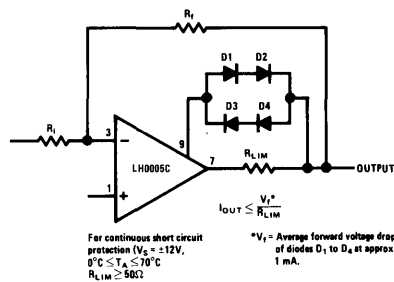 Rf
D1 D2
D3 D4
Ri
3
9
LH0005C
7
RLIM
OUTPUT
1
IOUT ≤ Vf*/RLIM
For continuous short circuit
protection (VS = ±12V,
0°C ≤ TA ≤ 70°C
RLIM ≥ 50Ω
*Vf = Average forward voltage drop
of diodes D1 to D4 at approx
1 mA.